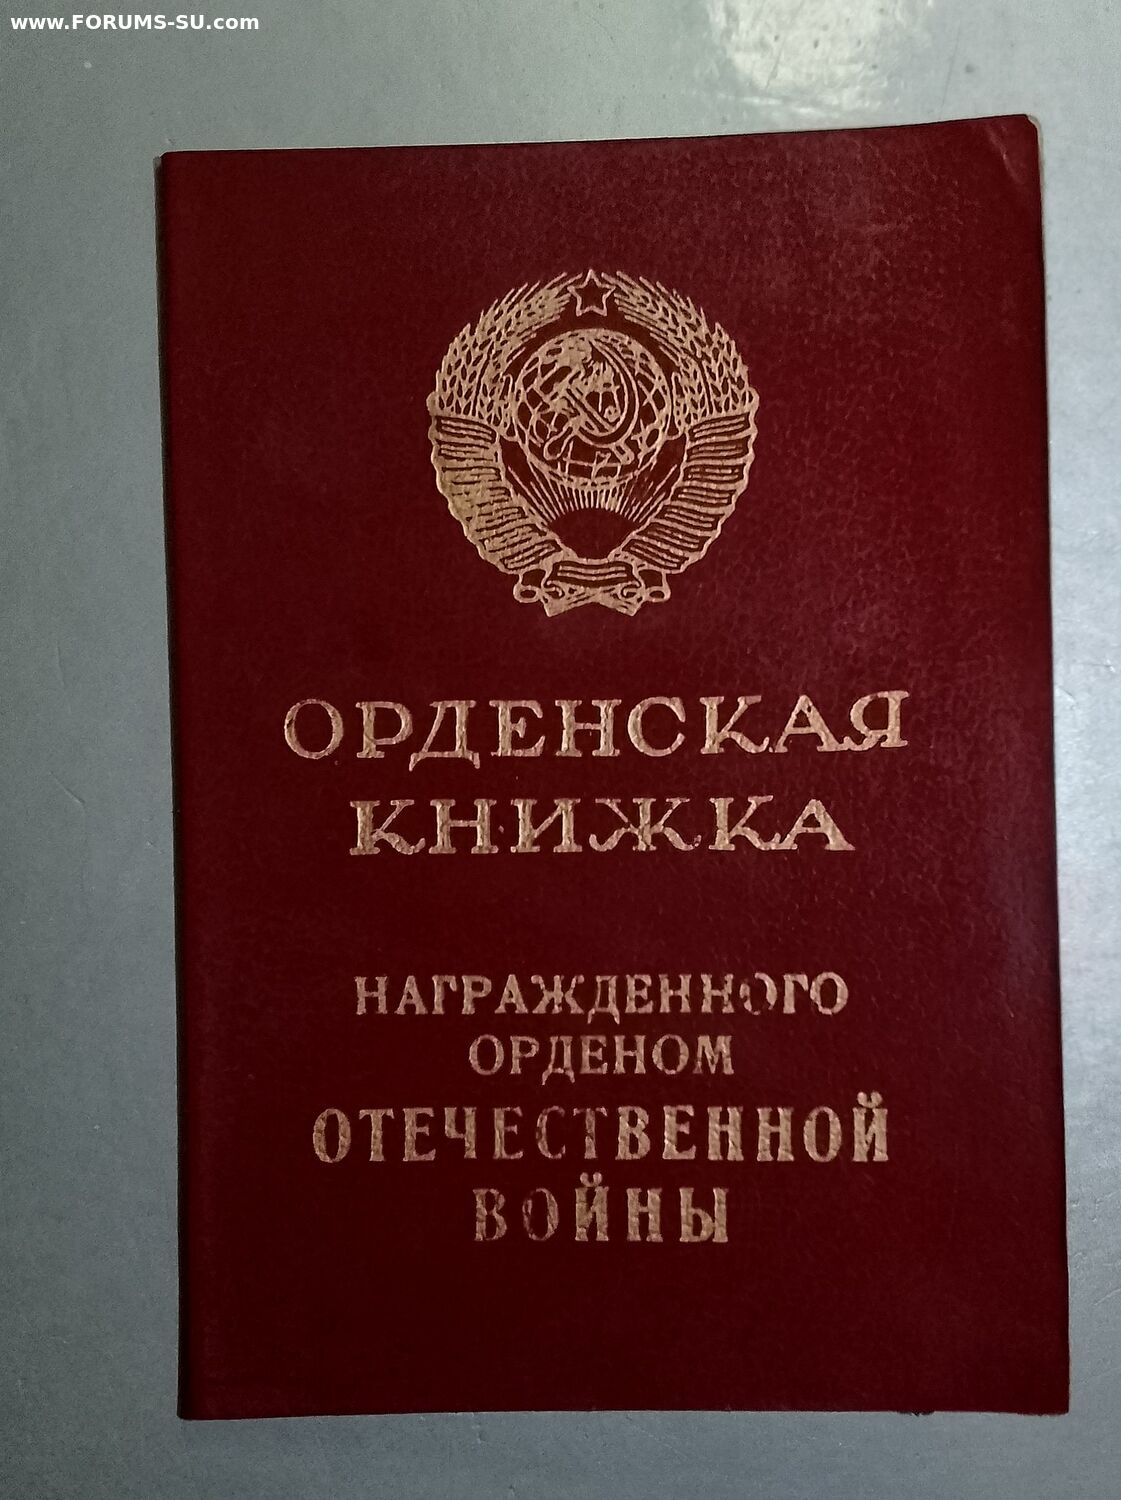 www.FORUMS-SU.com
ОРДЕНСКАЯ
КНИЖКА
НАГРАЖДЕННОГО
ОРДЕНОМ
ОТЕЧЕСТВЕННОЙ
ВОЙНЫ